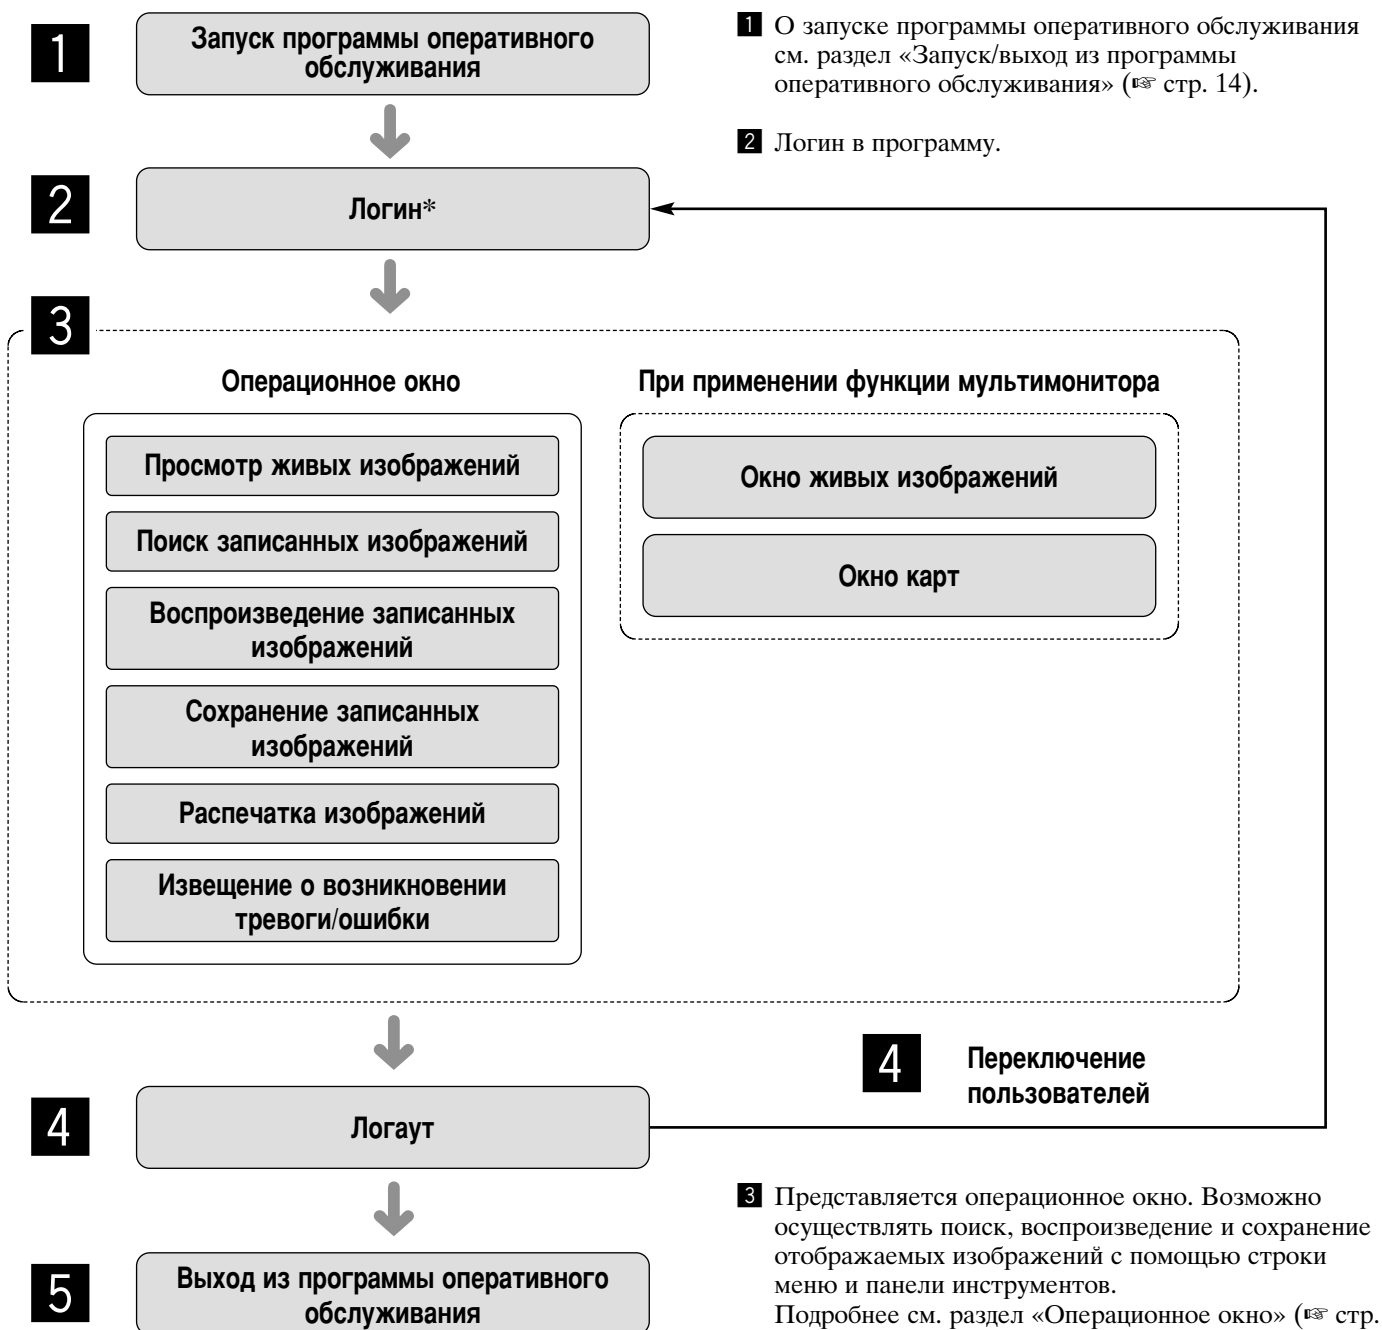 1
Запуск программы оперативного
обслуживания
1 О запуске программы оперативного обслуживания
см. раздел «Запуск/выход из программы
оперативного обслуживания» (☞ стр. 14).
2 Логин в программу.
2
Логин*
3
Операционное окно
Просмотр живых изображений
Поиск записанных изображений
Воспроизведение записанных
изображений
Сохранение записанных
изображений
Распечатка изображений
Извещение о возникновении
тревоги/ошибки
При применении функции мультимонитора
Окно живых изображений
Окно карт
4 Переключение
пользователей
4
Логаут
5
Выход из программы оперативного
обслуживания
3 Представляется операционное окно. Возможно
осуществлять поиск, воспроизведение и сохранение
отображаемых изображений с помощью строки
меню и панели инструментов.
Подробнее см. раздел «Операционное окно» (☞ стр.